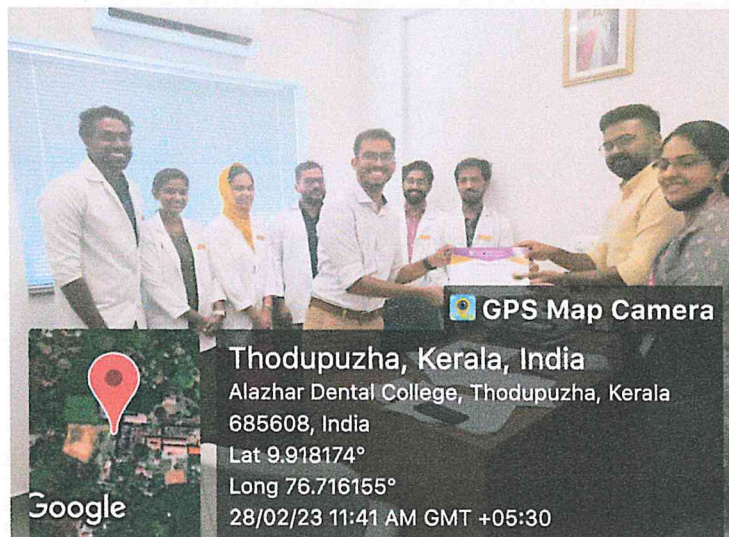 GPS Map Camera
Thodupuzha, Kerala, India
Alazhar Dental College, Thodupuzha, Kerala
685608, India
Lat 9.918174°
Long 76.716155°
28/02/23 11:41 AM GMT +05:30
Google